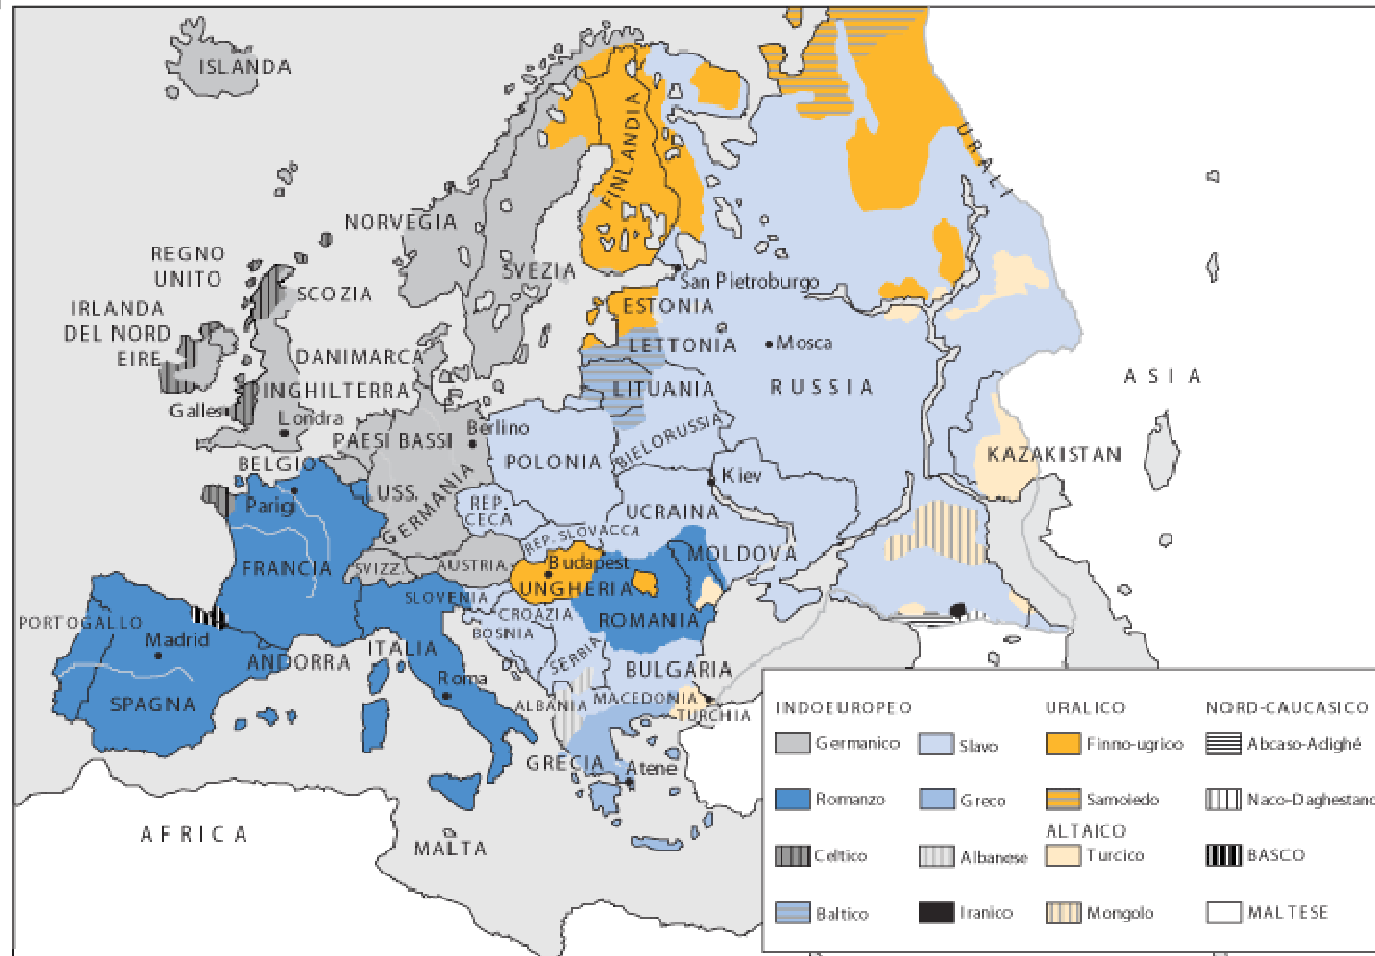 ISLANDA
URALI
FINLANDIA
NORVEGIA
REGNO
UNITO
SVEZIA
San Pietroburgo
SCOZIA
IRLANDA
DEL NORD
EIRE
ESTONIA
LETTONIA
Mosca
DANIMARCA
ASIA
RUSSIA
INGHILTERRA
LITUANIA
Galles
Londra
Berlino
PAESI BASSI
BIELORUSSIA
KAZAKISTAN
BELGIO
POLONIA
Kiev
USS.
Parigi
GERMANIA
REP.
CECA
UCRAINA
REP. SLOVACCA
MOLDOVA
FRANCIA
SVIZZ.
AUSTRIA
Budapest
UNGHERIA
SLOVENIA
CROAZIA
ROMANIA
PORTOGALLO
BOSNIA
Madrid
ITALIA
ANDORRA
SERBIA
BULGARIA
Roma
SPAGNA
ALBANIA
MACEDONIA
TURCHIA
GRECIA
Atene
AFRICA
MALTA
INDOEUROPEO
Germanico
Romanzo
Celtico
Baltico
Slavo
Greco
Albanese
Iranico
URALICO
Finno-ugrico
Samoiedo
ALTAICO
Turcico
Mongolo
NORD-CAUCASICO
Abcaso-Adighé
Naco-Daghestano
BASCO
MALTESE